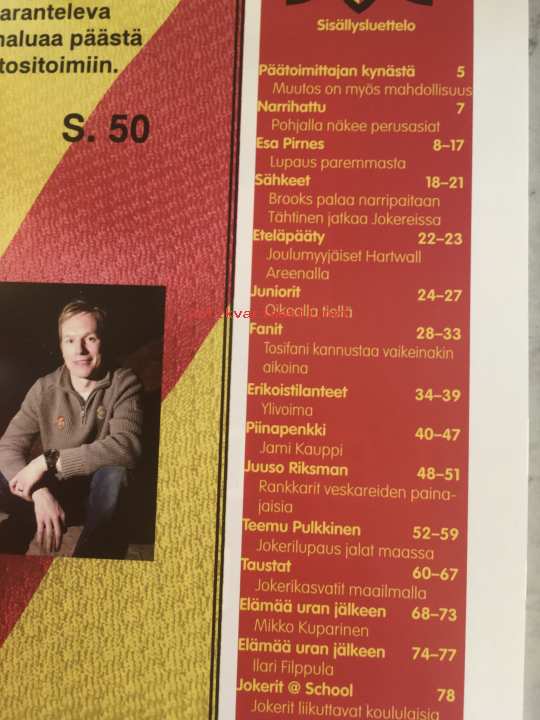 aranteleva
haluaa päästä
tositoimiin.
S. 50
Sisällysluettelo
Päätoimittajan kynästä 5
Muutos on myös mahdollisuus
Narrihattu 7
Pohjalla näkee perusasiat
Esa Pirnes 8–17
Lupaus paremmasta
Sähkeet 18–21
Brooks palaa narripaitaan
Tähtinen jatkaa Jokereissa
Eteläpääty 22–23
Joulumyyjäiset Hartwall
Areenalla
Juniorit 24–27
Oikealla tiellä
Fanit 28–33
Tosifani kannustaa vaikeinakin
aikoina
Erikoistilanteet 34–39
Ylivoima
Piinapenkki 40–47
Jami Kauppi
Juuso Riksman 48–51
Rankkarit veskareiden paina-
jaisia
Teemu Pulkkinen 52–59
Jokerilupaus jalat maassa
Taustat 60–67
Jokerikasvatit maailmalla
Elämää uran jälkeen 68–73
Mikko Kuparinen
Elämää uran jälkeen 74–77
Ilari Filppula
Jokerit @ School 78
Jokerit liikuttavat koululaisia